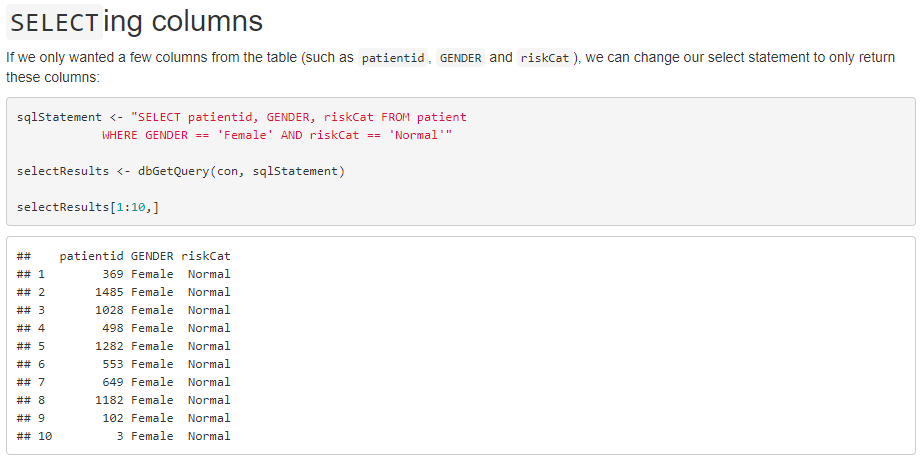 SELECTing columns
If we only wanted a few columns from the table (such as patientid, GENDER and riskCat), we can change our select statement to only return
these columns:
sqlStatement <- "SELECT patientid, GENDER, riskCat FROM patient
            WHERE GENDER == 'Female' AND riskCat == 'Normal'"
selectResults <- dbGetQuery(con, sqlStatement)
selectResults[1:10,]
##    patientid GENDER riskCat
## 1        369 Female  Normal
## 2       1485 Female  Normal
## 3       1028 Female  Normal
## 4        498 Female  Normal
## 5       1282 Female  Normal
## 6        553 Female  Normal
## 7        649 Female  Normal
## 8       1182 Female  Normal
## 9        102 Female  Normal
## 10         3 Female  Normal